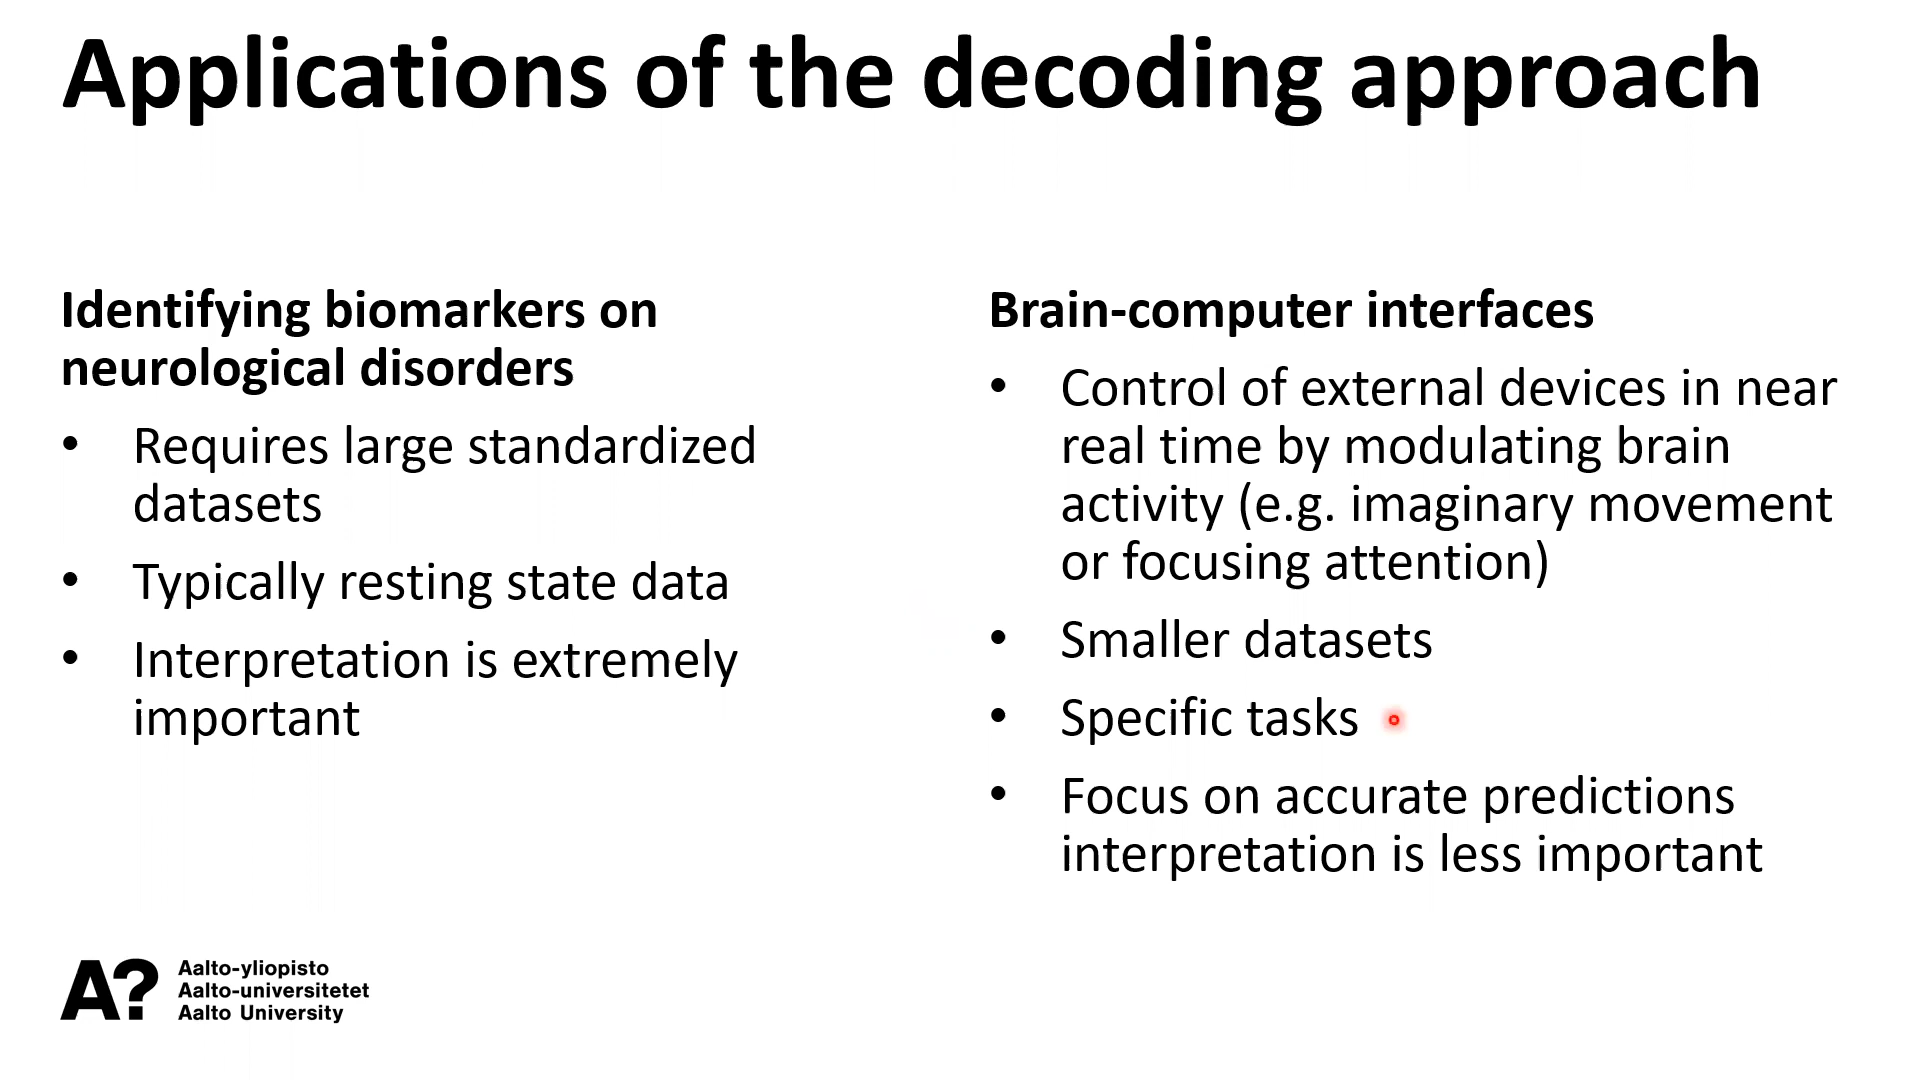 Applications of the decoding approach
Identifying biomarkers on
neurological disorders
• Requires large standardized
datasets
• Typically resting state data
• Interpretation is extremely
important
Brain-computer interfaces
• Control of external devices in near
real time by modulating brain
activity (e.g. imaginary movement
or focusing attention)
• Smaller datasets
• Specific tasks
• Focus on accurate predictions
interpretation is less important
A?
Aalto-yliopisto
Aalto-universitetet
Aalto University